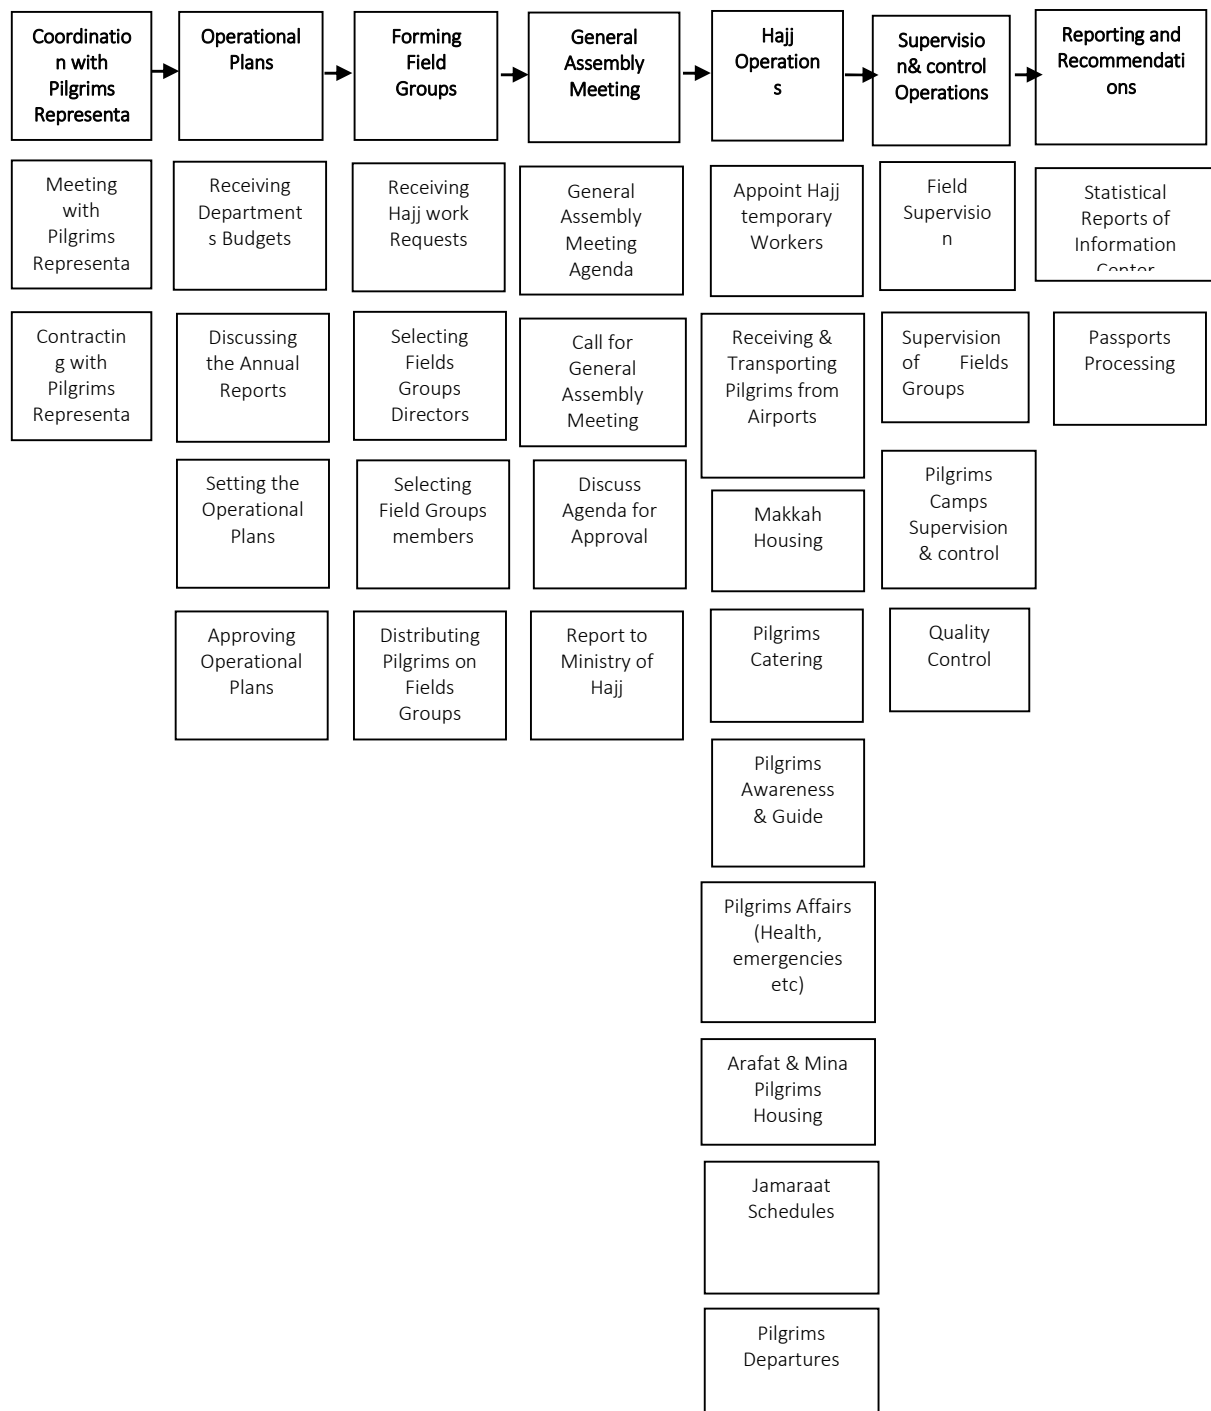 Coordinatio
n with
Pilgrims
Representa
Operational
Plans
Forming
Field
Groups
General
Assembly
Meeting
Hajj
Operation
s
Supervisio
n& control
Operations
Reporting and
Recommendati
ons
Meeting
with
Pilgrims
Representa
Contractin
g with
Pilgrims
Representa
Receiving
Department
s Budgets
Discussing
the Annual
Reports
Setting the
Operational
Plans
Approving
Operational
Plans
Receiving
Hajj work
Requests
Selecting
Fields
Groups
Directors
Selecting
Field Groups
members
Distributing
Pilgrims on
Fields
Groups
General
Assembly
Meeting
Agenda
Call for
General
Assembly
Meeting
Discuss
Agenda for
Approval
Report to
Ministry of
Hajj
Appoint Hajj
temporary
Workers
Receiving &
Transporting
Pilgrims from
Airports
Makkah
Housing
Pilgrims
Catering
Pilgrims
Awareness
& Guide
Pilgrims Affairs
(Health,
emergencies
etc)
Arafat & Mina
Pilgrims
Housing
Jamaraat
Schedules
Pilgrims
Departures
Field
Supervisio
n
Supervision
of Fields
Groups
Pilgrims
Camps
Supervision
& control
Quality
Control
Statistical
Reports of
Information
Center
Passports
Processing